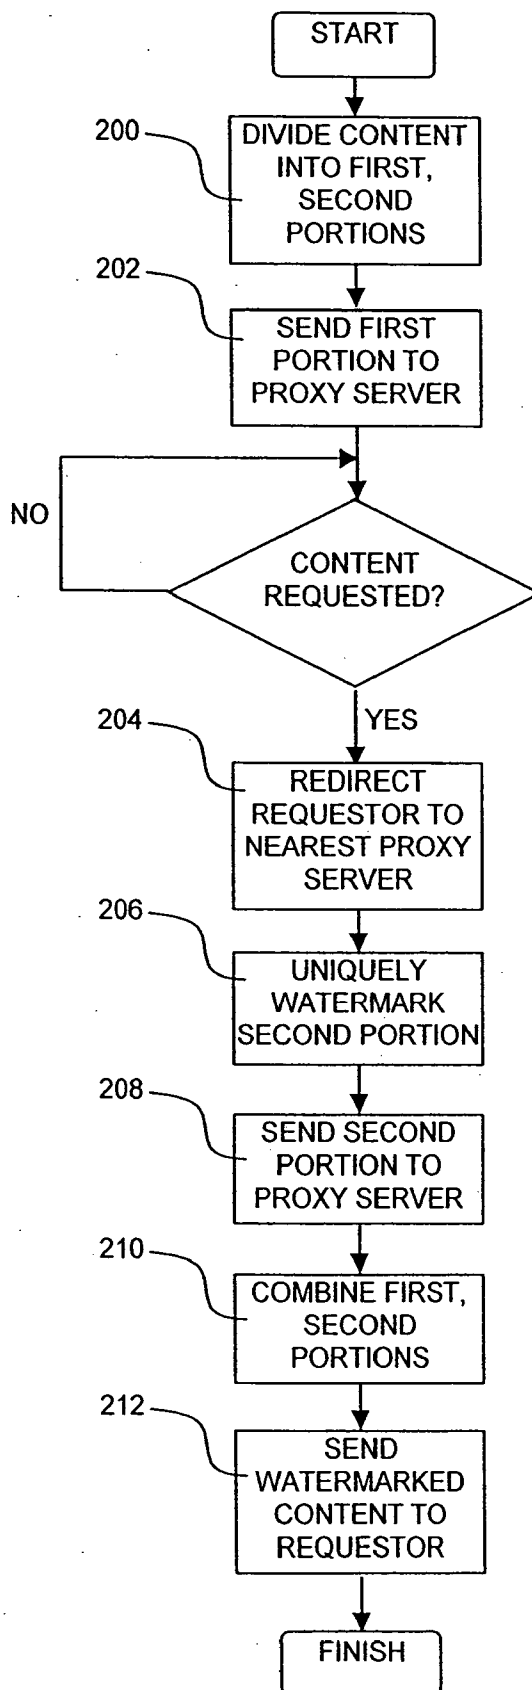 START
200
DIVIDE CONTENT
INTO FIRST,
SECOND
PORTIONS
202
SEND FIRST
PORTION TO
PROXY SERVER
NO
CONTENT
REQUESTED?
YES
204
REDIRECT
REQUESTOR TO
NEAREST PROXY
SERVER
206
UNIQUELY
WATERMARK
SECOND PORTION
208
SEND SECOND
PORTION TO
PROXY SERVER
210
COMBINE FIRST,
SECOND
PORTIONS
212
SEND
WATERMARKED
CONTENT TO
REQUESTOR
FINISH